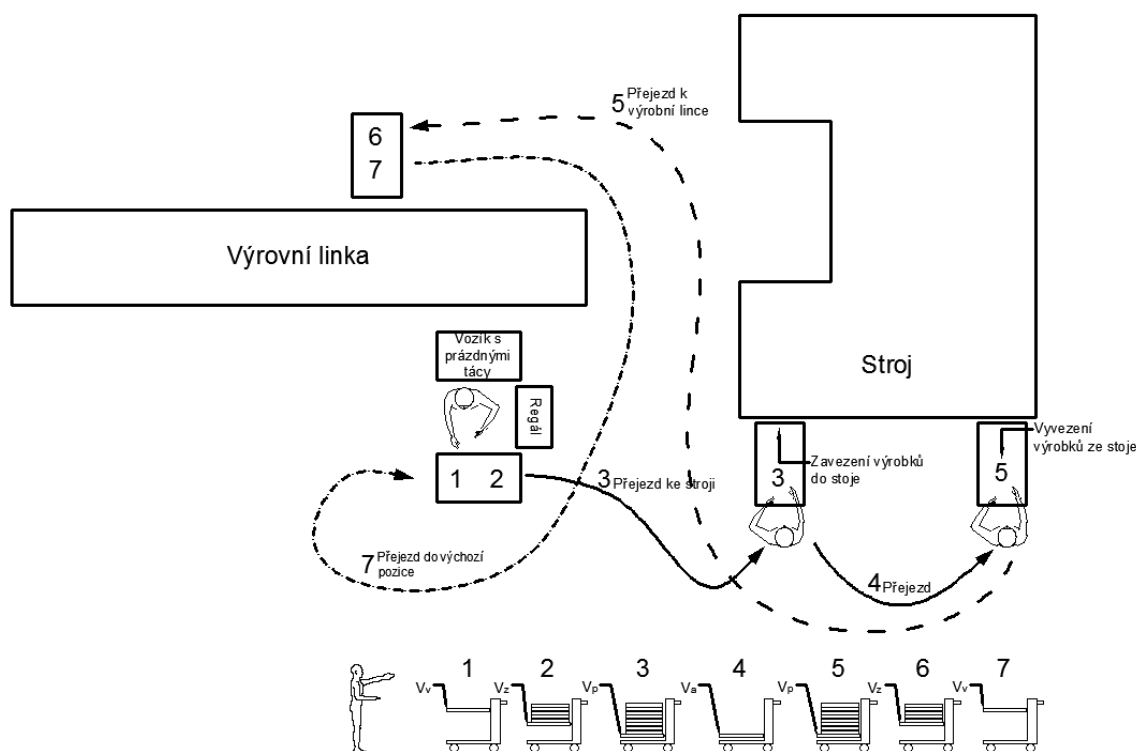 5 Přejezd k
výrobní lince
6
7
Výrovní linka
Vozík s
prázdnými
tácy
Regál
Stroj
1 2
3 Přejezd ke stroji
3
Zavezení výrobků
do stoje
5
Vyvezení
výrobků ze stoje
7 Přejezd do výchozí
pozice
4 Přejezd
1 2 3 4 5 6 7
Vv Vz Vp Va Vp Vz Vv